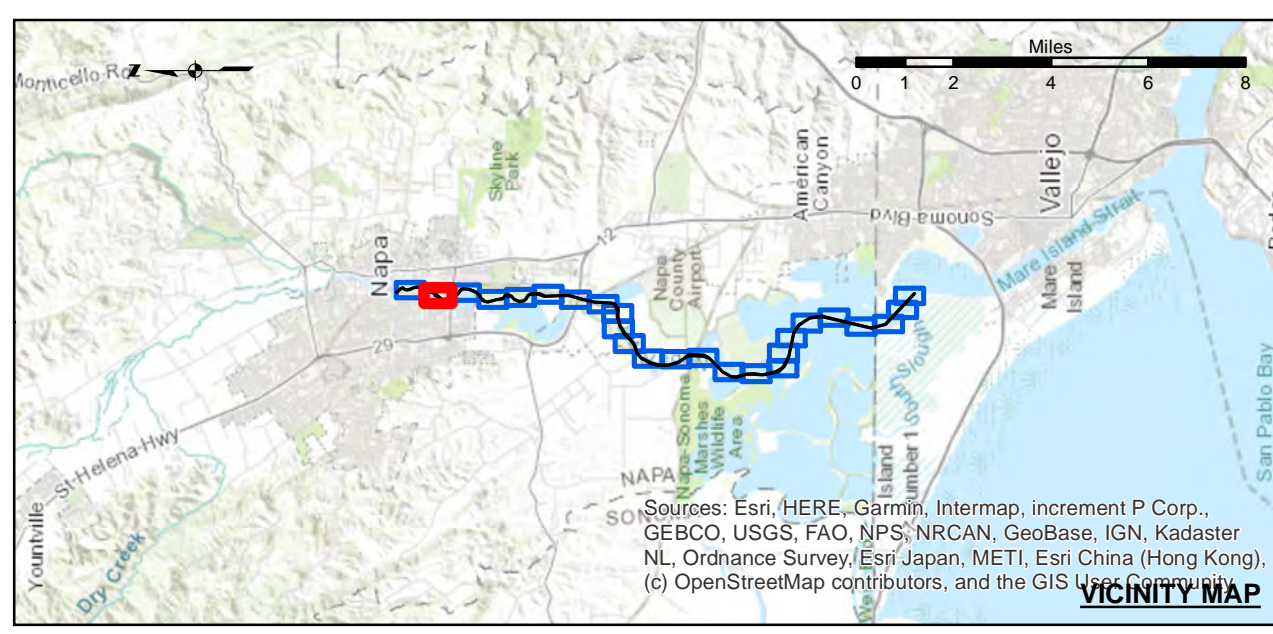 Miles
0 1 2 4 6 8
Z
Monticello Rd
Skyline
Park
American
Canyon
Vallejo
Sonoma Blvd
Mare Island Strait
Mare
Island
Napa
12
Napa
County
Airport
29
Napa-Sonoma
Marshes
Wildlife
Area
Island
Number 1
South Slough
San Pablo Bay
St-Helena-Hwy
Yountville
Dry Creek
NAPA
Sources: Esri, HERE, Garmin, Intermap, increment P Corp.,
GEBCO, USGS, FAO, NPS, NRCAN, GeoBase, IGN, Kadaster
NL, Ordnance Survey, Esri Japan, METI, Esri China (Hong Kong),
(c) OpenStreetMap contributors, and the GIS User Community
VICINITY MAP